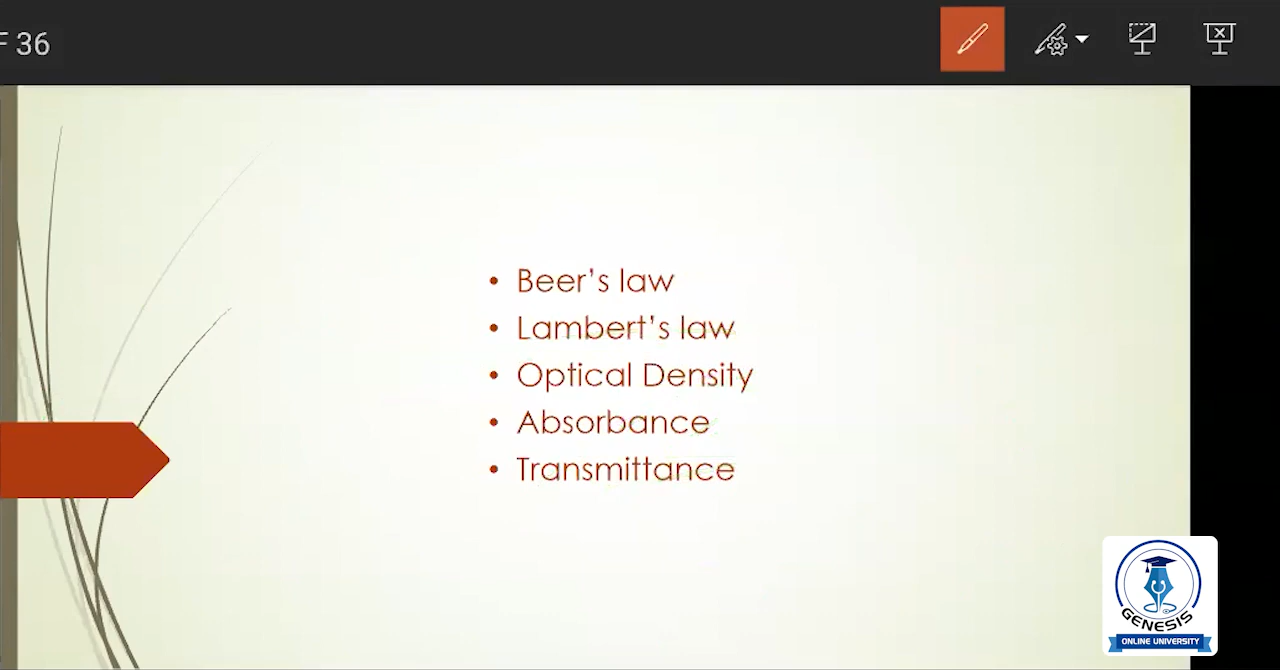 F 36
• Beer’s law
• Lambert’s law
• Optical Density
• Absorbance
• Transmittance
GENESIS
ONLINE UNIVERSITY